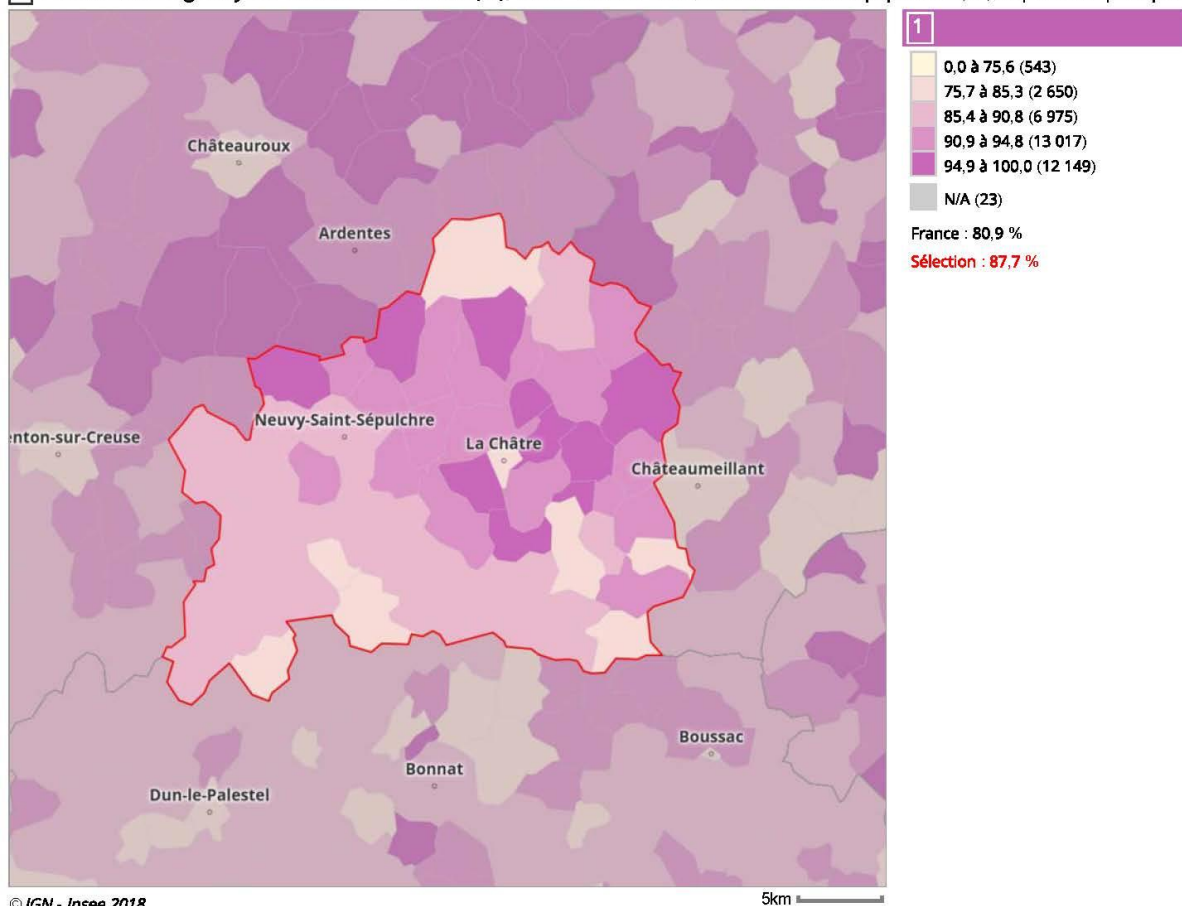 1
0,0 à 75,6 (543)
75,7 à 85,3 (2 650)
85,4 à 90,8 (6 975)
90,9 à 94,8 (13 017)
94,9 à 100,0 (12 149)
N/A (23)
France : 80,9 %
Sélection : 87,7 %
Châteauroux
Ardentes
Neuvy-Saint-Sépulchre
enton-sur-Creuse
La Châtre
Châteaumeillant
Boussac
Bonnat
Dun-le-Palestel
© IGN - Insee 2018
5km